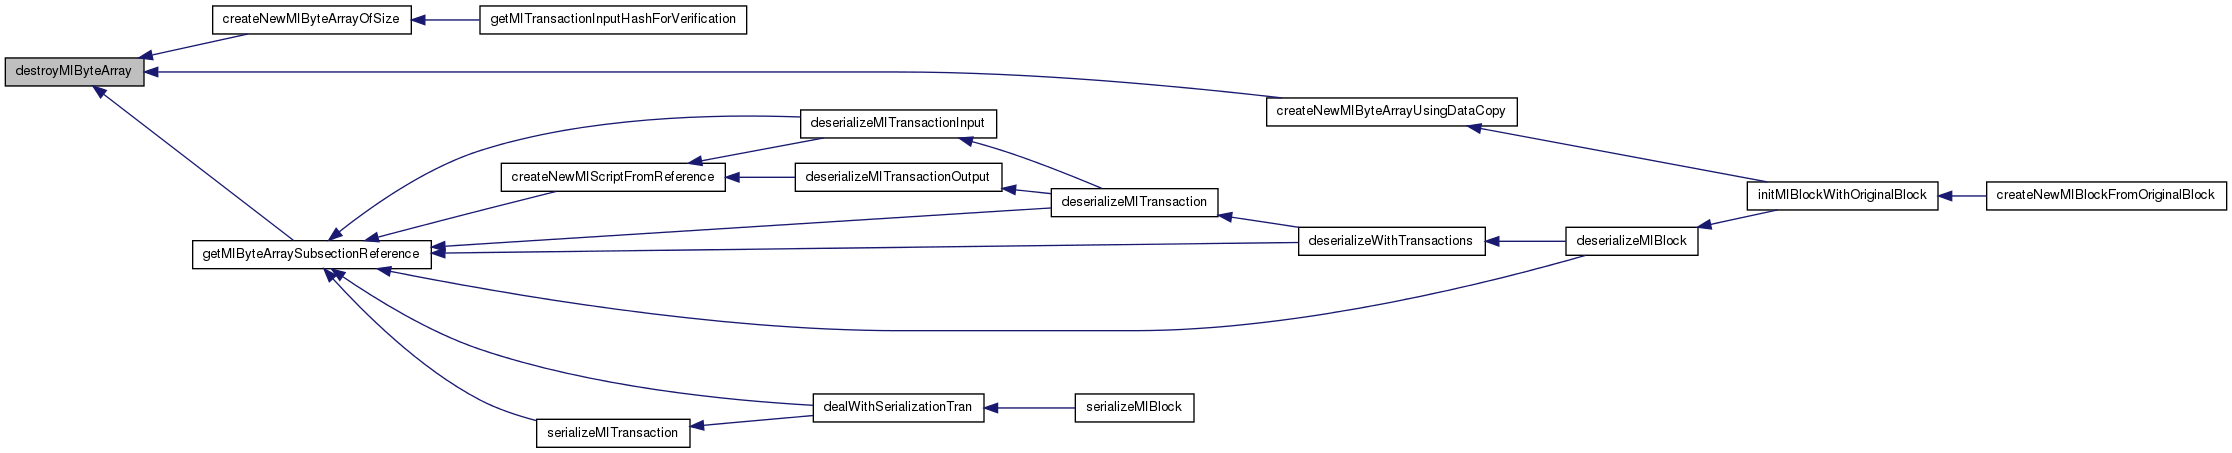 createNewMIByteArrayOfSize
getMITransactionInputHashForVerification
destroyMIByteArray
createNewMIByteArrayUsingDataCopy
deserializeMITransactionInput
createNewMIScriptFromReference
deserializeMITransactionOutput
deserializeMITransaction
initMIBlockWithOriginalBlock
createNewMIBlockFromOriginalBlock
getMIByteArraySubsectionReference
deserializeWithTransactions
deserializeMIBlock
dealWithSerializationTran
serializeMIBlock
serializeMITransaction